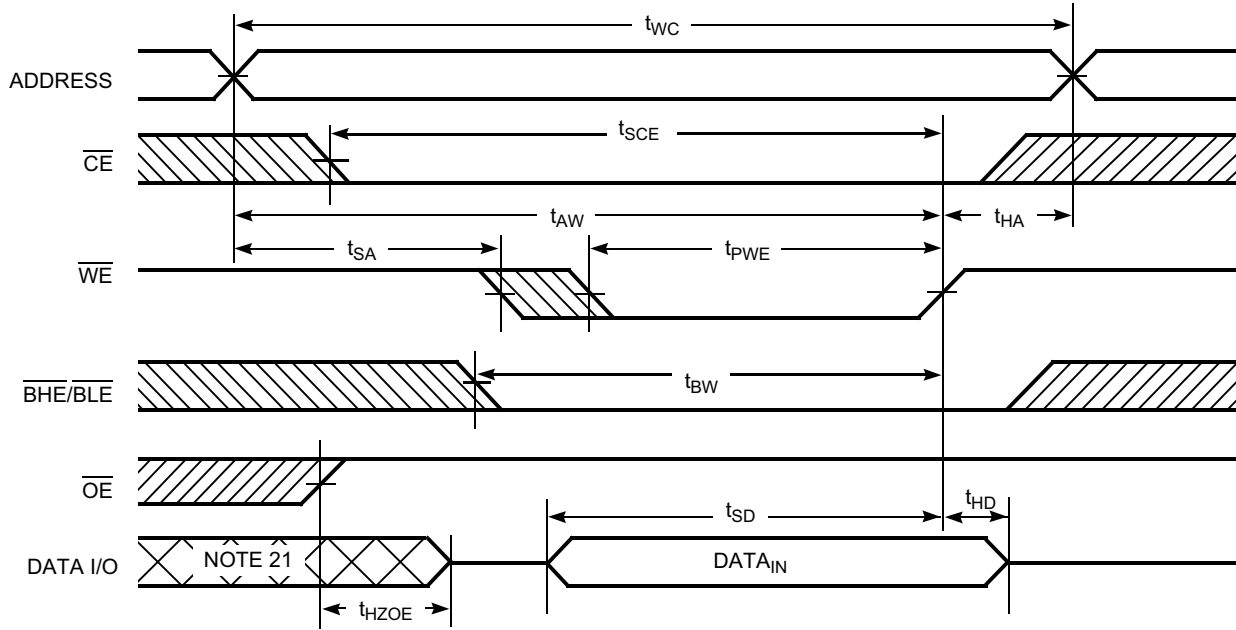 tWC
ADDRESS
tSCE
CE
tAW
tHA
tSA
tPWE
WE
BHE/BLE
tBW
OE
tSD
tHD
DATA I/O
NOTE 21
DATAIN
tHZOE